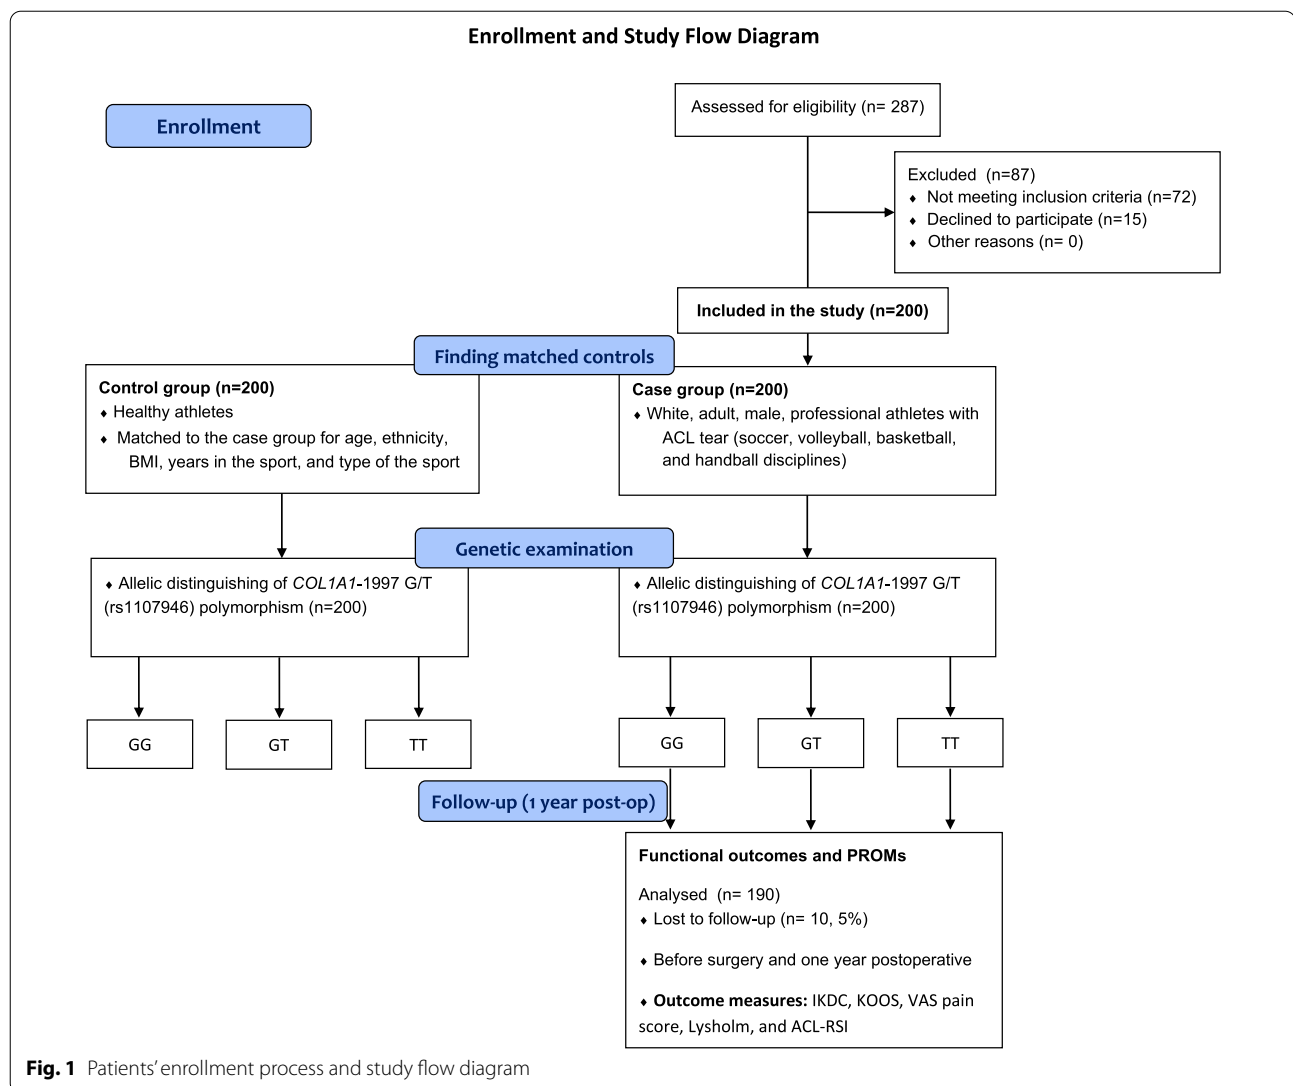 Enrollment and Study Flow Diagram
Enrollment
Assessed for eligibility (n= 287)
Excluded (n=87)
♦ Not meeting inclusion criteria (n=72)
♦ Declined to participate (n=15)
♦ Other reasons (n= 0)
Included in the study (n=200)
Finding matched controls
Control group (n=200)
♦ Healthy athletes
♦ Matched to the case group for age, ethnicity,
BMI, years in the sport, and type of the sport
Case group (n=200)
♦ White, adult, male, professional athletes with
ACL tear (soccer, volleyball, basketball,
and handball disciplines)
Genetic examination
♦ Allelic distinguishing of COL1A1-1997 G/T
(rs1107946) polymorphism (n=200)
♦ Allelic distinguishing of COL1A1-1997 G/T
(rs1107946) polymorphism (n=200)
GG
GT
TT
GG
GT
TT
Follow-up (1 year post-op)
Functional outcomes and PROMs
Analysed (n= 190)
♦ Lost to follow-up (n= 10, 5%)
♦ Before surgery and one year postoperative
♦ Outcome measures: IKDC, KOOS, VAS pain
score, Lysholm, and ACL-RSI
Fig. 1 Patients' enrollment process and study flow diagram